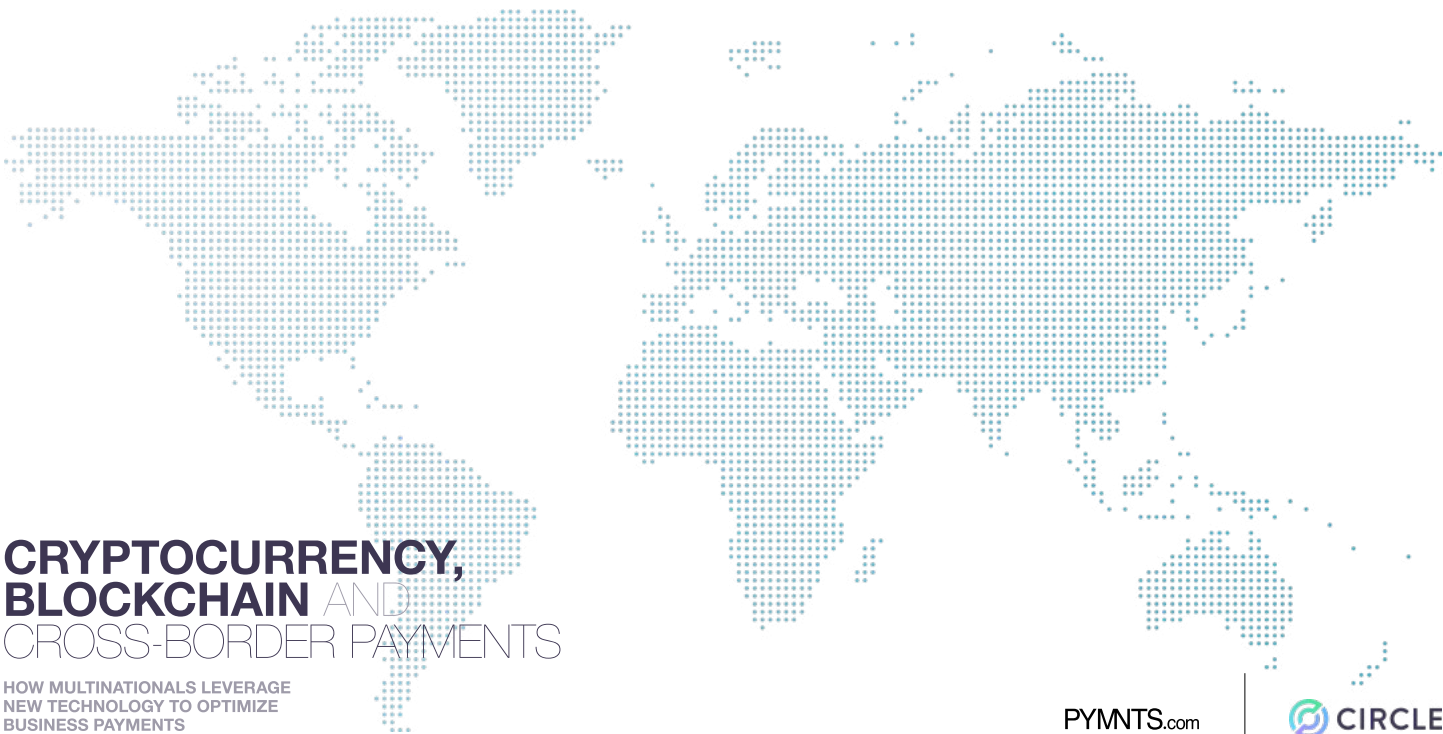 CRYPTOCURRENCY,
BLOCKCHAIN AND
CROSS-BORDER PAYMENTS
HOW MULTINATIONALS LEVERAGE
NEW TECHNOLOGY TO OPTIMIZE
BUSINESS PAYMENTS
PYMNTS.com
CIRCLE